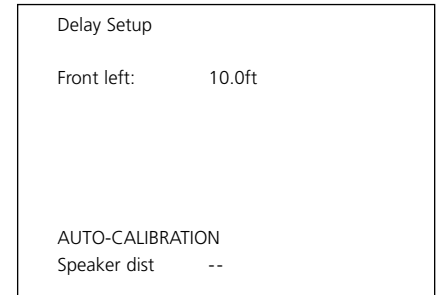 Delay Setup
Front left: 10.0ft
AUTO-CALIBRATION
Speaker dist --